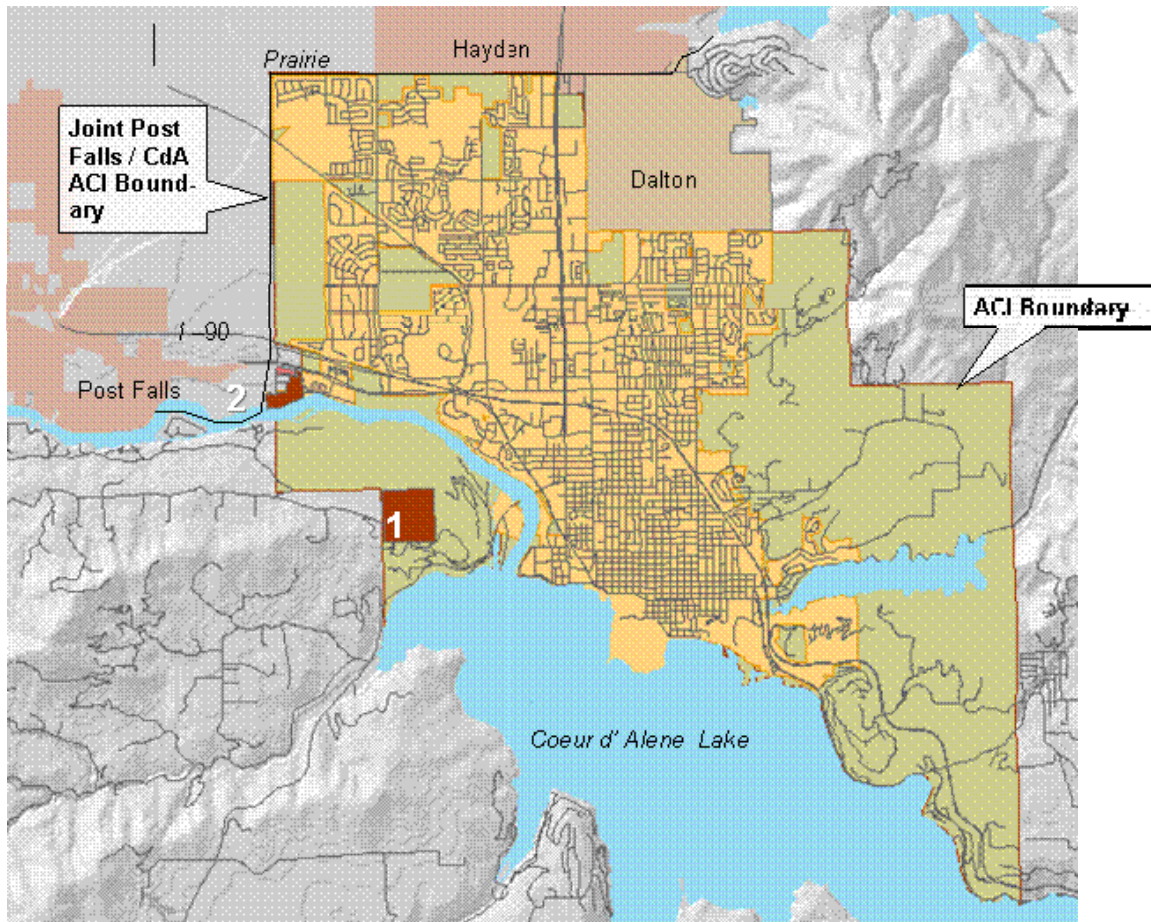 Hayden
Prairie
Joint Post
Falls / CdA
ACI Bound-
ary
Dalton
ACI Boundary
I-90
Post Falls
2
1
Coeur d' Alene Lake